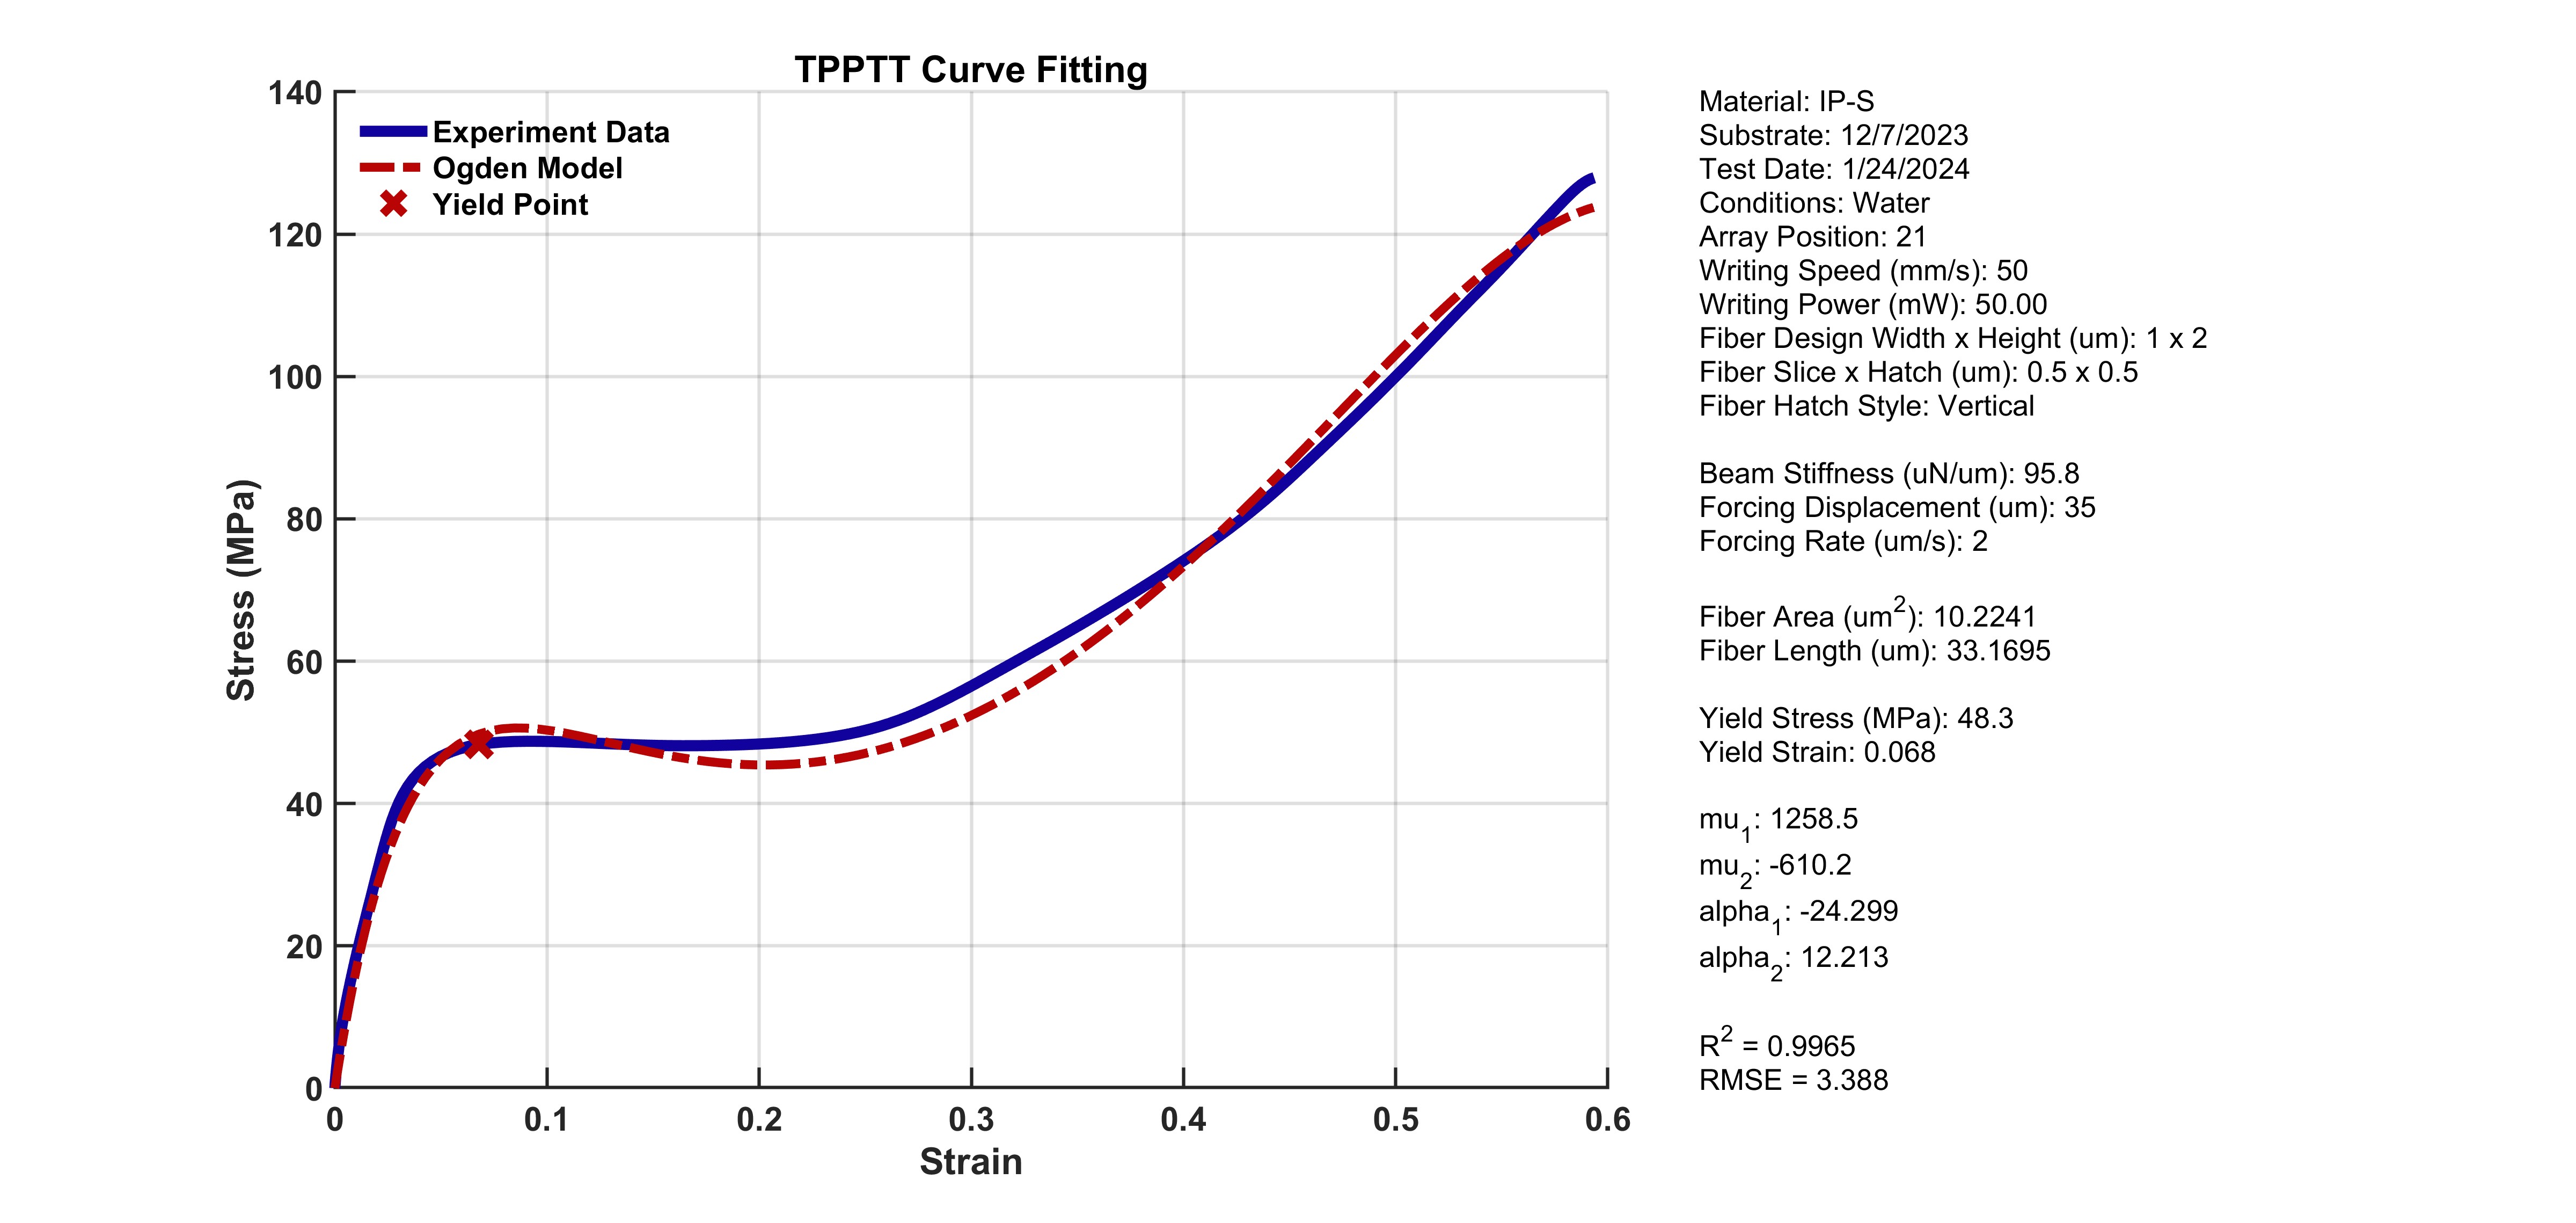 TPPTT Curve Fitting
140
120
100
80
60
40
20
0
Stress (MPa)
Experiment Data
Ogden Model
Yield Point
0 0.1 0.2 0.3 0.4 0.5 0.6
Strain
Material: IP-S
Substrate: 12/7/2023
Test Date: 1/24/2024
Conditions: Water
Array Position: 21
Writing Speed (mm/s): 50
Writing Power (mW): 50.00
Fiber Design Width x Height (um): 1 x 2
Fiber Slice x Hatch (um): 0.5 x 0.5
Fiber Hatch Style: Vertical
Beam Stiffness (uN/um): 95.8
Forcing Displacement (um): 35
Forcing Rate (um/s): 2
Fiber Area (um²): 10.2241
Fiber Length (um): 33.1695
Yield Stress (MPa): 48.3
Yield Strain: 0.068
mu₁: 1258.5
mu₂: -610.2
alpha₁: -24.299
alpha₂: 12.213
R² = 0.9965
RMSE = 3.388